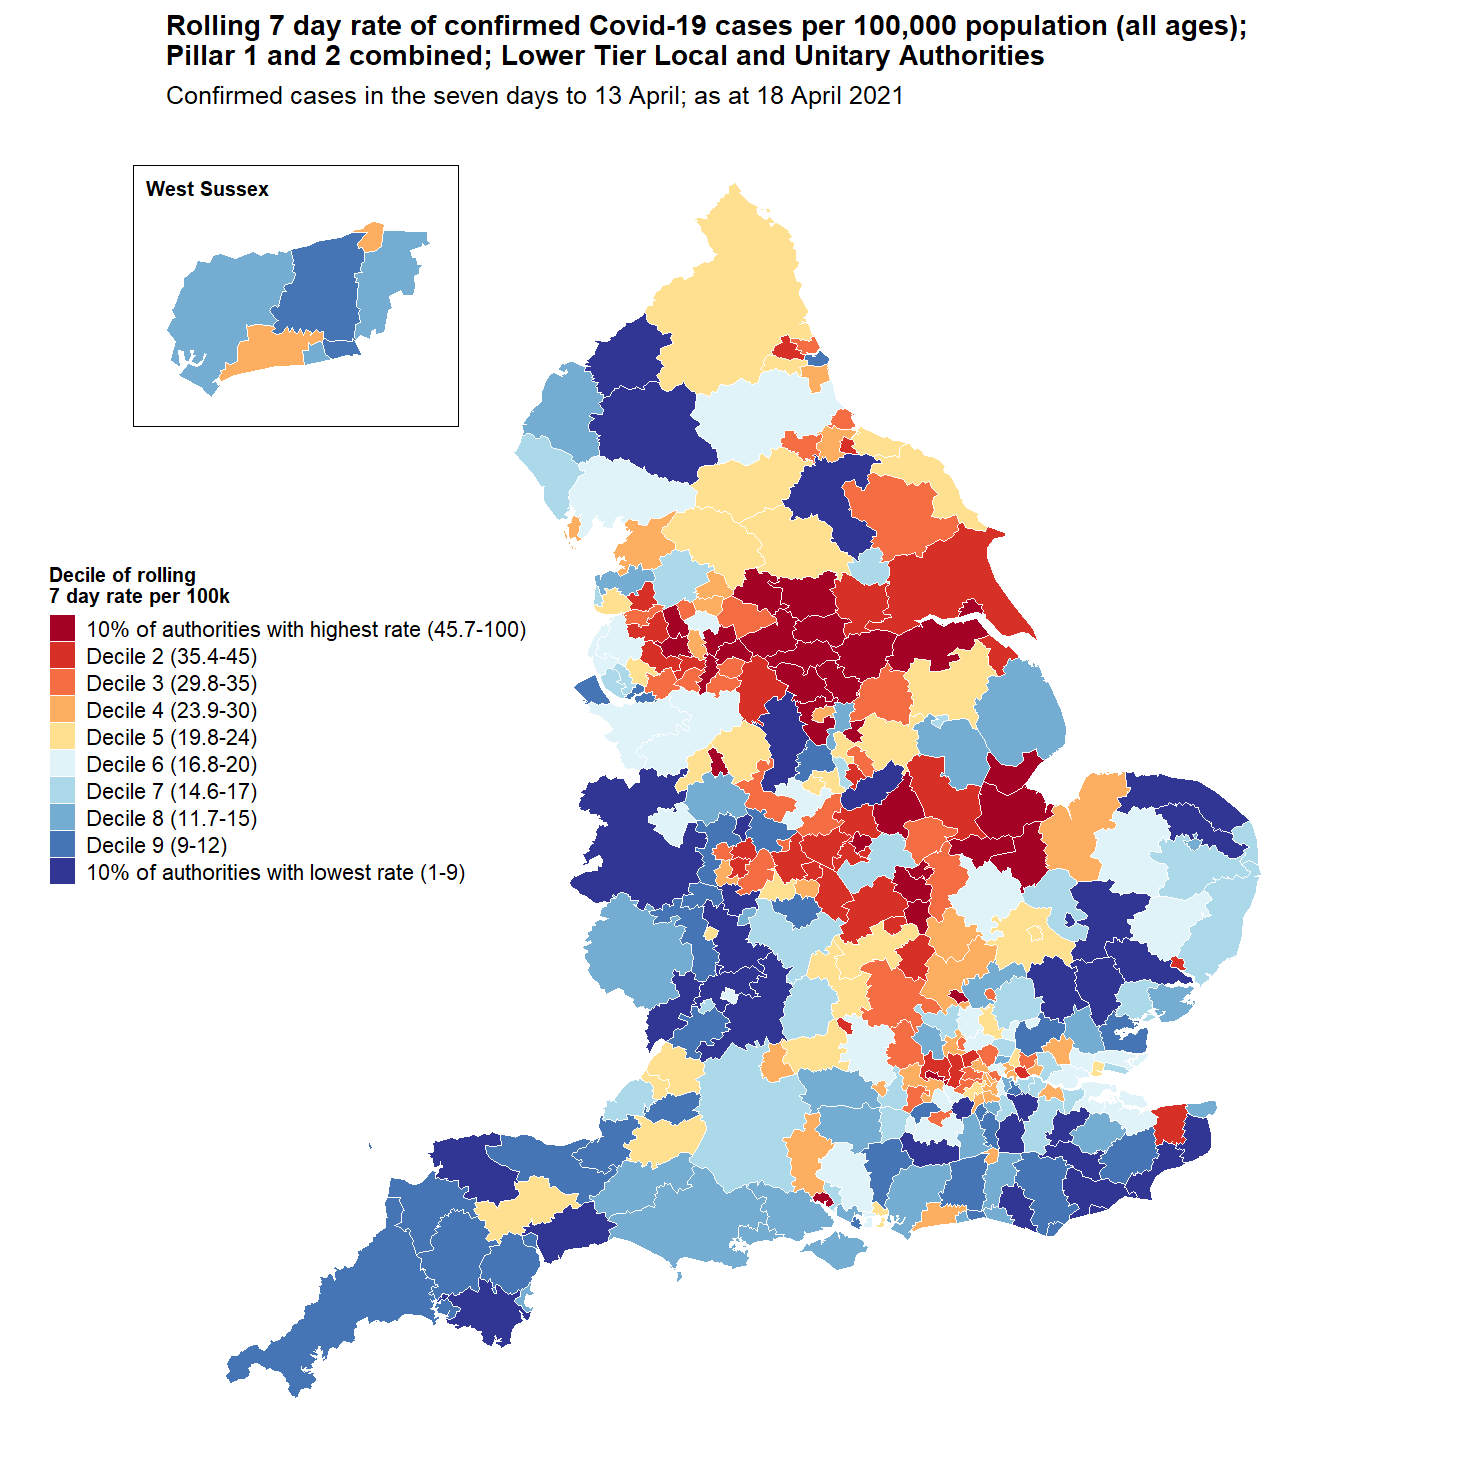 Rolling 7 day rate of confirmed Covid-19 cases per 100,000 population (all ages);
Pillar 1 and 2 combined; Lower Tier Local and Unitary Authorities
Confirmed cases in the seven days to 13 April; as at 18 April 2021
West Sussex
Decile of rolling
7 day rate per 100k
10% of authorities with highest rate (45.7-100)
Decile 2 (35.4-45)
Decile 3 (29.8-35)
Decile 4 (23.9-30)
Decile 5 (19.8-24)
Decile 6 (16.8-20)
Decile 7 (14.6-17)
Decile 8 (11.7-15)
Decile 9 (9-12)
10% of authorities with lowest rate (1-9)